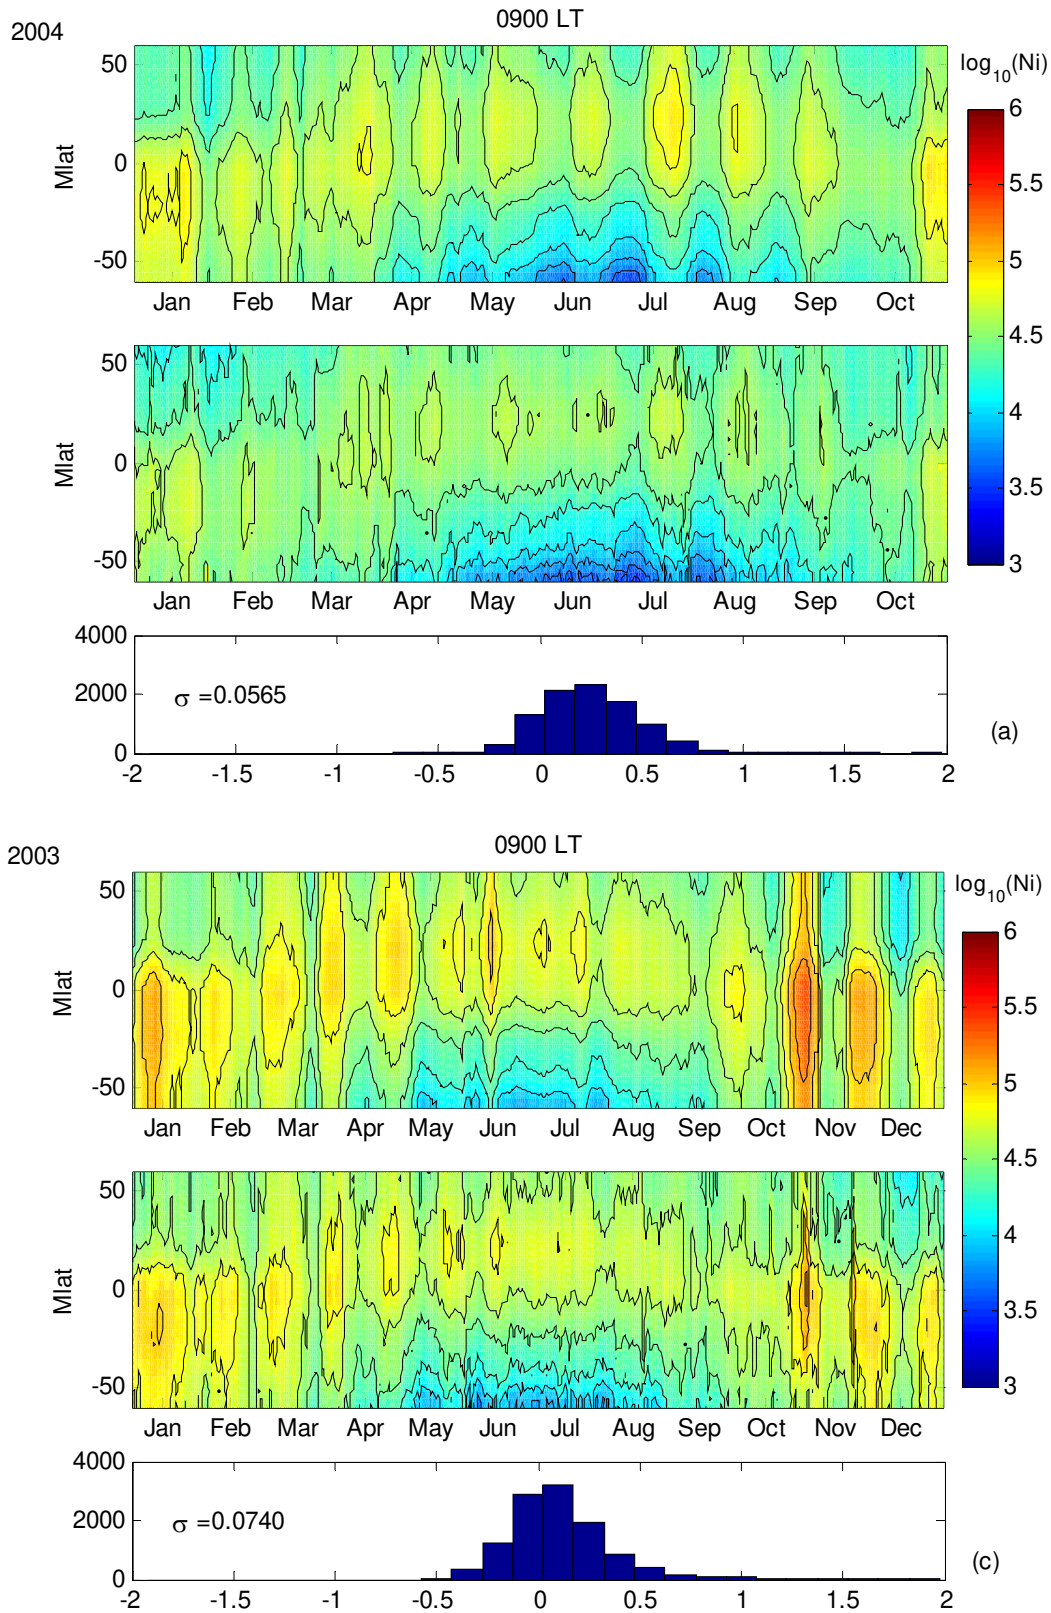 2004
0900 LT
log10(Ni)
Mlat
50
0
-50
Jan Feb Mar Apr May Jun Jul Aug Sep Oct
6
5.5
5
4.5
4
3.5
3
Mlat
50
0
-50
Jan Feb Mar Apr May Jun Jul Aug Sep Oct
4000
2000
0
σ =0.0565
(a)
-2 -1.5 -1 -0.5 0 0.5 1 1.5 2
2003
0900 LT
log10(Ni)
Mlat
50
0
-50
Jan Feb Mar Apr May Jun Jul Aug Sep Oct Nov Dec
6
5.5
5
4.5
4
3.5
3
Mlat
50
0
-50
Jan Feb Mar Apr May Jun Jul Aug Sep Oct Nov Dec
4000
2000
0
σ =0.0740
(c)
-2 -1.5 -1 -0.5 0 0.5 1 1.5 2